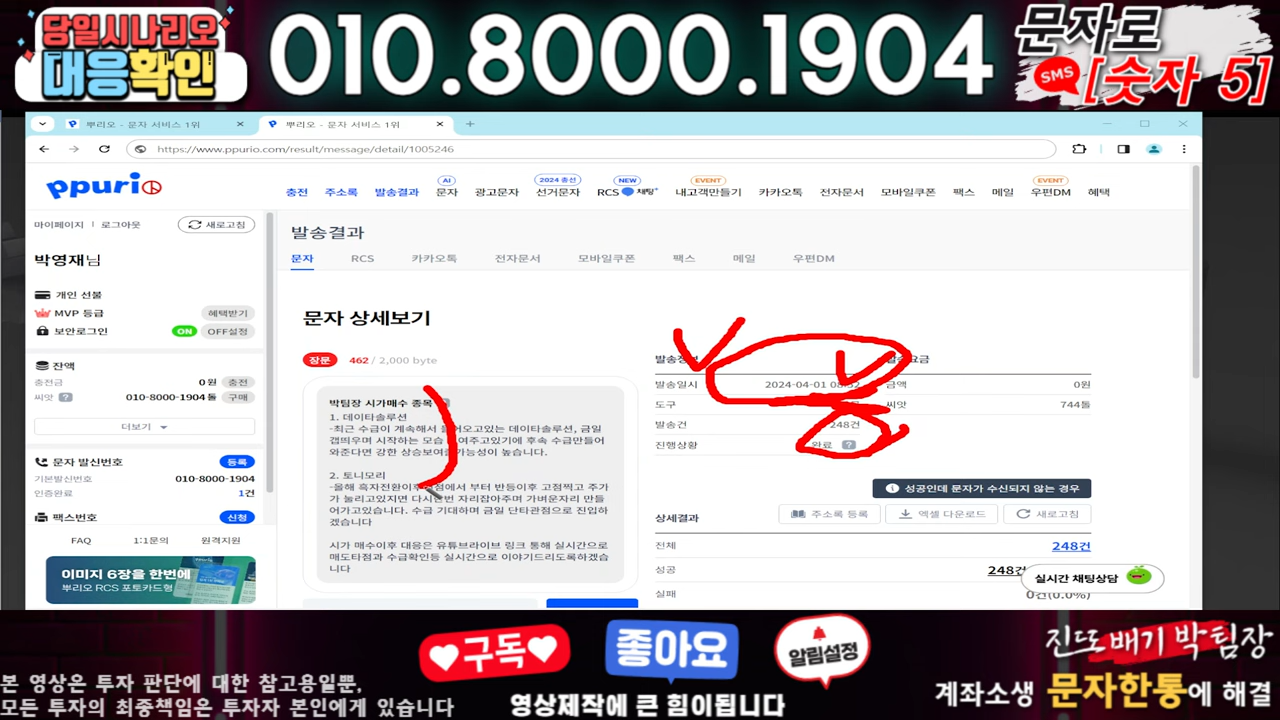 당일시나리오
대응확인
010.8000.1904
문자로
SMS [숫자 5]
뿌리오 - 문자 서비스 1위
뿌리오 - 문자 서비스 1위
https://www.ppurio.com/result/message/detail/1005246
ppurio
AI
2024 총선
NEW
EVENT
EVENT
충전 주소록 발송결과 문자 광고문자 선거문자 RCS 채팅+ 내고객만들기 카카오톡 전자문서 모바일쿠폰 팩스 메일 우편DM 혜택
마이페이지 | 로그아웃 새로고침
박영재님
개인 선불
MVP 등급 혜택받기
보안로그인 ON OFF설정
잔액
충전금 0원 충전
씨앗 ? 010-8000-1904톨 구매
더보기
문자 발신번호 등록
기본발신번호 010-8000-1904
인증완료 1건
팩스번호 신청
FAQ 1:1문의 원격지원
이미지 6장을 한번에
뿌리오 RCS 포토카드형
발송결과
문자 RCS 카카오톡 전자문서 모바일쿠폰 팩스 메일 우편DM
문자 상세보기
장문 462 / 2,000 byte
박팀장 시가매수 종목
1. 데이타솔루션
-최근 수급이 계속해서 들어오고있는 데이타솔루션, 금일
갭띄우며 시작하는 모습 보여주고있기에 후속 수급만들어
와준다면 강한 상승보여줄가능성이 높습니다.
2. 토니모리
-올해 흑자전환이후 저점에서 부터 반등이후 고점찍고 주가
가 눌리고있지면 다시한번 자리잡아주며 가벼운자리 만들
어가고있습니다. 수급 기대하며 금일 단타관점으로 진입하
겠습니다
시가 매수이후 대응은 유튜브라이브 링크 통해 실시간으로
매도타점과 수급확인등 실시간으로 이야기드리도록하겠습
니다
발송정보
발송일시 2024-04-01
도구
발송건 248건
진행상황 완료 ?
발송요금
금액 0원
씨앗 744톨
성공인데 문자가 수신되지 않는 경우
상세결과 주소록 등록 엑셀 다운로드 새로고침
전체 248건
성공 248건
실패 0건(0.0%)
실시간 채팅상담
구독
좋아요
알림설정
영상제작에 큰 힘이됩니다
본 영상은 투자 판단에 대한 참고용일뿐,
모든 투자의 최종책임은 투자자 본인에게 있습니다
진또배기 박팀장
계좌소생 문자한통에 해결